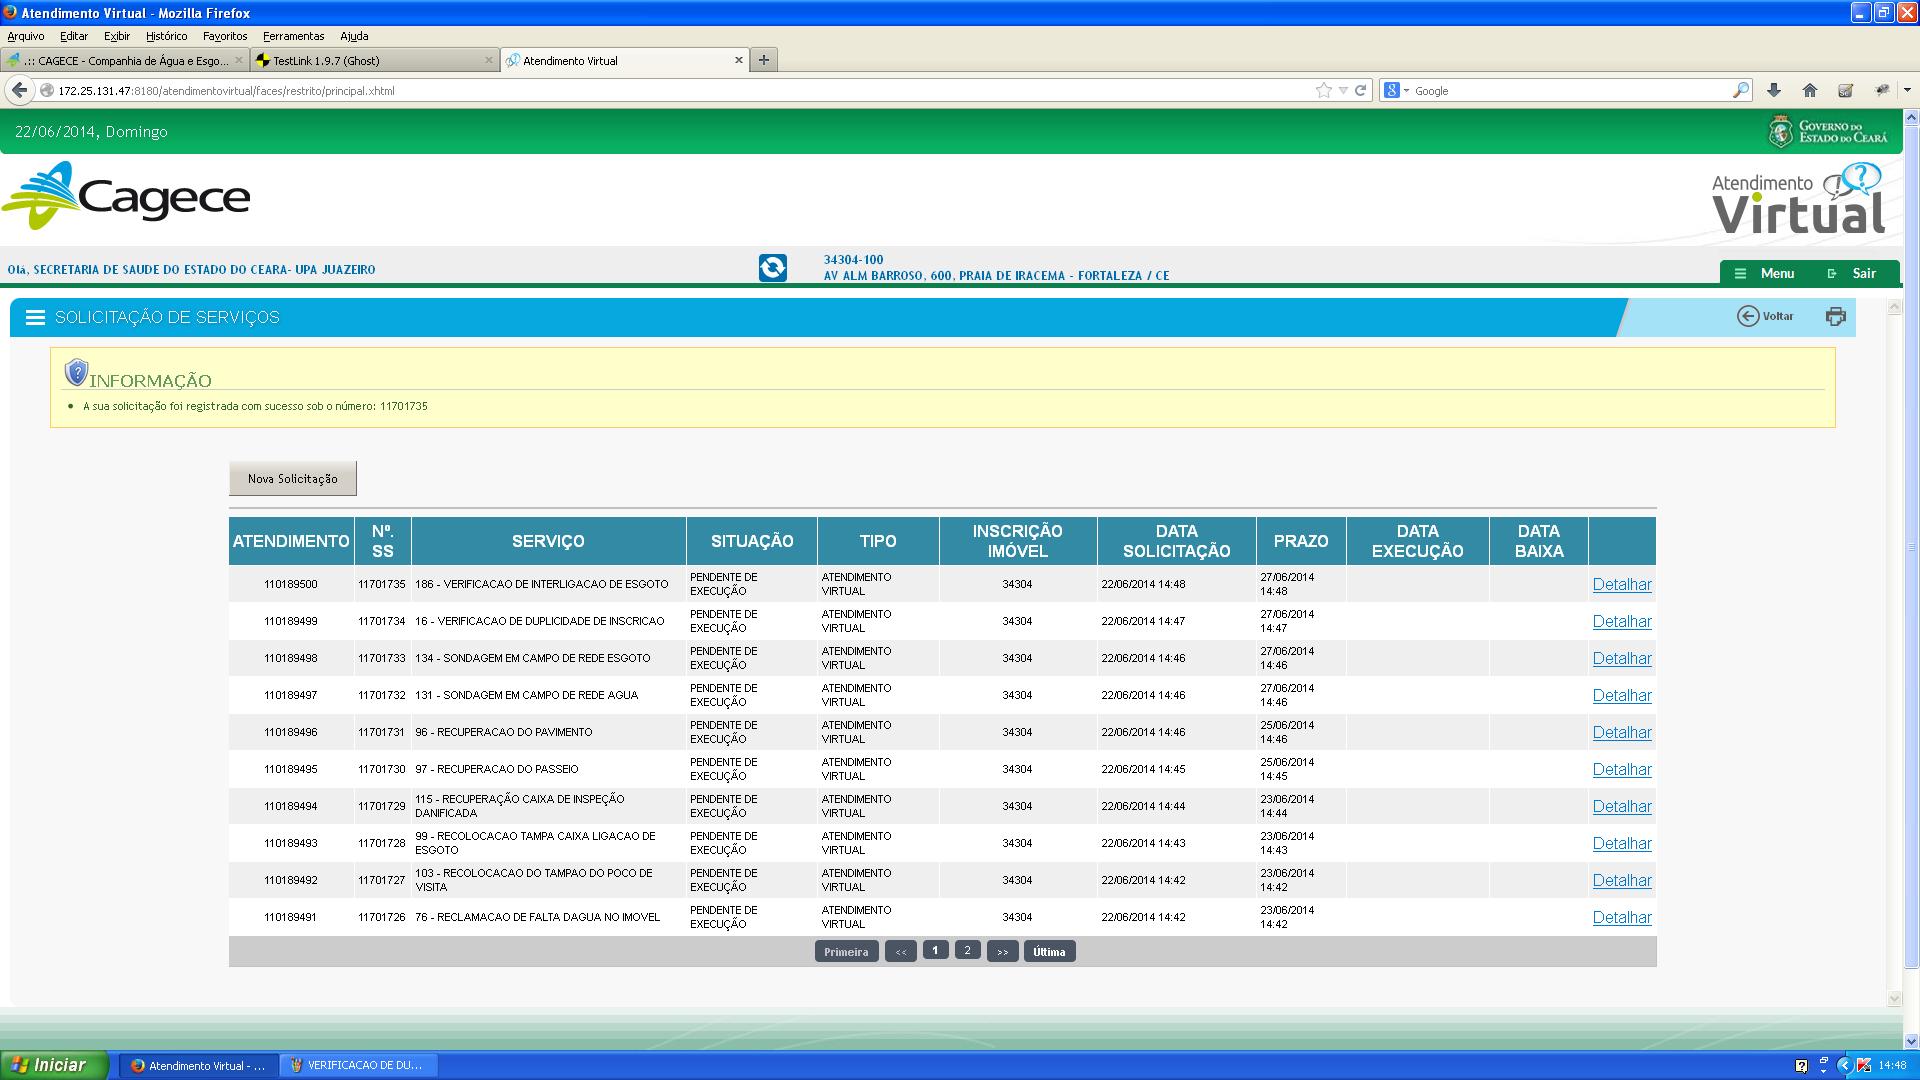 Atendimento Virtual - Mozilla Firefox
Arquivo Editar Exibir Histórico Favoritos Ferramentas Ajuda
.:: CAGECE - Companhia de Água e Esgo... TestLink 1.9.7 (Ghost) Atendimento Virtual
172.25.131.47:8180/atendimentovirtual/faces/restrito/principal.xhtml Google
22/06/2014, Domingo
GOVERNO DO
ESTADO DO CEARÁ
Cagece
Atendimento
Virtual
Olá, SECRETARIA DE SAUDE DO ESTADO DO CEARA- UPA JUAZEIRO
34304-100
AV ALM BARROSO, 600, PRAIA DE IRACEMA - FORTALEZA / CE
Menu Sair
SOLICITAÇÃO DE SERVIÇOS
Voltar
INFORMAÇÃO
• A sua solicitação foi registrada com sucesso sob o número: 11701735
Nova Solicitação
ATENDIMENTO Nº. SS SERVIÇO SITUAÇÃO TIPO INSCRIÇÃO IMÓVEL DATA SOLICITAÇÃO PRAZO DATA EXECUÇÃO DATA BAIXA
110189500 11701735 186 - VERIFICACAO DE INTERLIGACAO DE ESGOTO PENDENTE DE EXECUÇÃO ATENDIMENTO VIRTUAL 34304 22/06/2014 14:48 27/06/2014 14:48 Detalhar
110189499 11701734 16 - VERIFICACAO DE DUPLICIDADE DE INSCRICAO PENDENTE DE EXECUÇÃO ATENDIMENTO VIRTUAL 34304 22/06/2014 14:47 27/06/2014 14:47 Detalhar
110189498 11701733 134 - SONDAGEM EM CAMPO DE REDE ESGOTO PENDENTE DE EXECUÇÃO ATENDIMENTO VIRTUAL 34304 22/06/2014 14:46 27/06/2014 14:46 Detalhar
110189497 11701732 131 - SONDAGEM EM CAMPO DE REDE AGUA PENDENTE DE EXECUÇÃO ATENDIMENTO VIRTUAL 34304 22/06/2014 14:46 27/06/2014 14:46 Detalhar
110189496 11701731 96 - RECUPERACAO DO PAVIMENTO PENDENTE DE EXECUÇÃO ATENDIMENTO VIRTUAL 34304 22/06/2014 14:46 25/06/2014 14:46 Detalhar
110189495 11701730 97 - RECUPERACAO DO PASSEIO PENDENTE DE EXECUÇÃO ATENDIMENTO VIRTUAL 34304 22/06/2014 14:45 25/06/2014 14:45 Detalhar
110189494 11701729 115 - RECUPERAÇÃO CAIXA DE INSPEÇÃO DANIFICADA PENDENTE DE EXECUÇÃO ATENDIMENTO VIRTUAL 34304 22/06/2014 14:44 23/06/2014 14:44 Detalhar
110189493 11701728 99 - RECOLOCACAO TAMPA CAIXA LIGACAO DE ESGOTO PENDENTE DE EXECUÇÃO ATENDIMENTO VIRTUAL 34304 22/06/2014 14:43 23/06/2014 14:43 Detalhar
110189492 11701727 103 - RECOLOCACAO DO TAMPAO DO POCO DE VISITA PENDENTE DE EXECUÇÃO ATENDIMENTO VIRTUAL 34304 22/06/2014 14:42 23/06/2014 14:42 Detalhar
110189491 11701726 76 - RECLAMACAO DE FALTA DAGUA NO IMOVEL PENDENTE DE EXECUÇÃO ATENDIMENTO VIRTUAL 34304 22/06/2014 14:42 23/06/2014 14:42 Detalhar
Primeira << 1 2 >> Última
Iniciar Atendimento Virtual - ... VERIFICACAO DE DU... 14:48